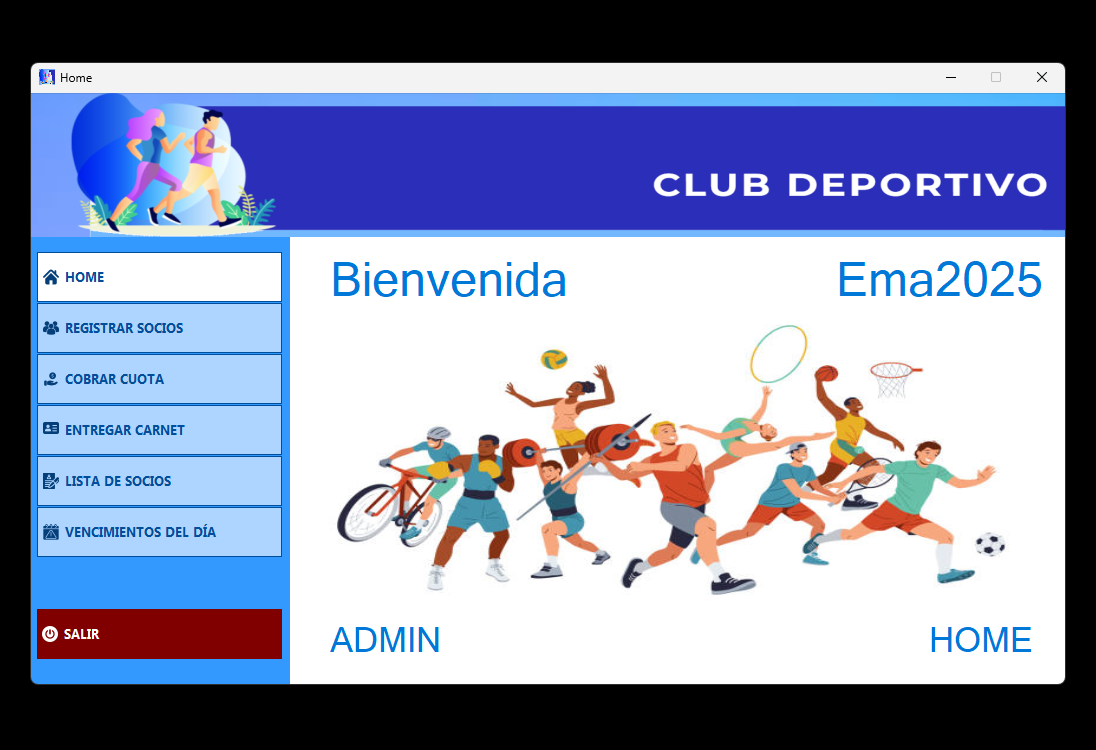 Home
CLUB DEPORTIVO
HOME
REGISTRAR SOCIOS
COBRAR CUOTA
ENTREGAR CARNET
LISTA DE SOCIOS
VENCIMIENTOS DEL DÍA
SALIR
Bienvenida Ema2025
ADMIN HOME